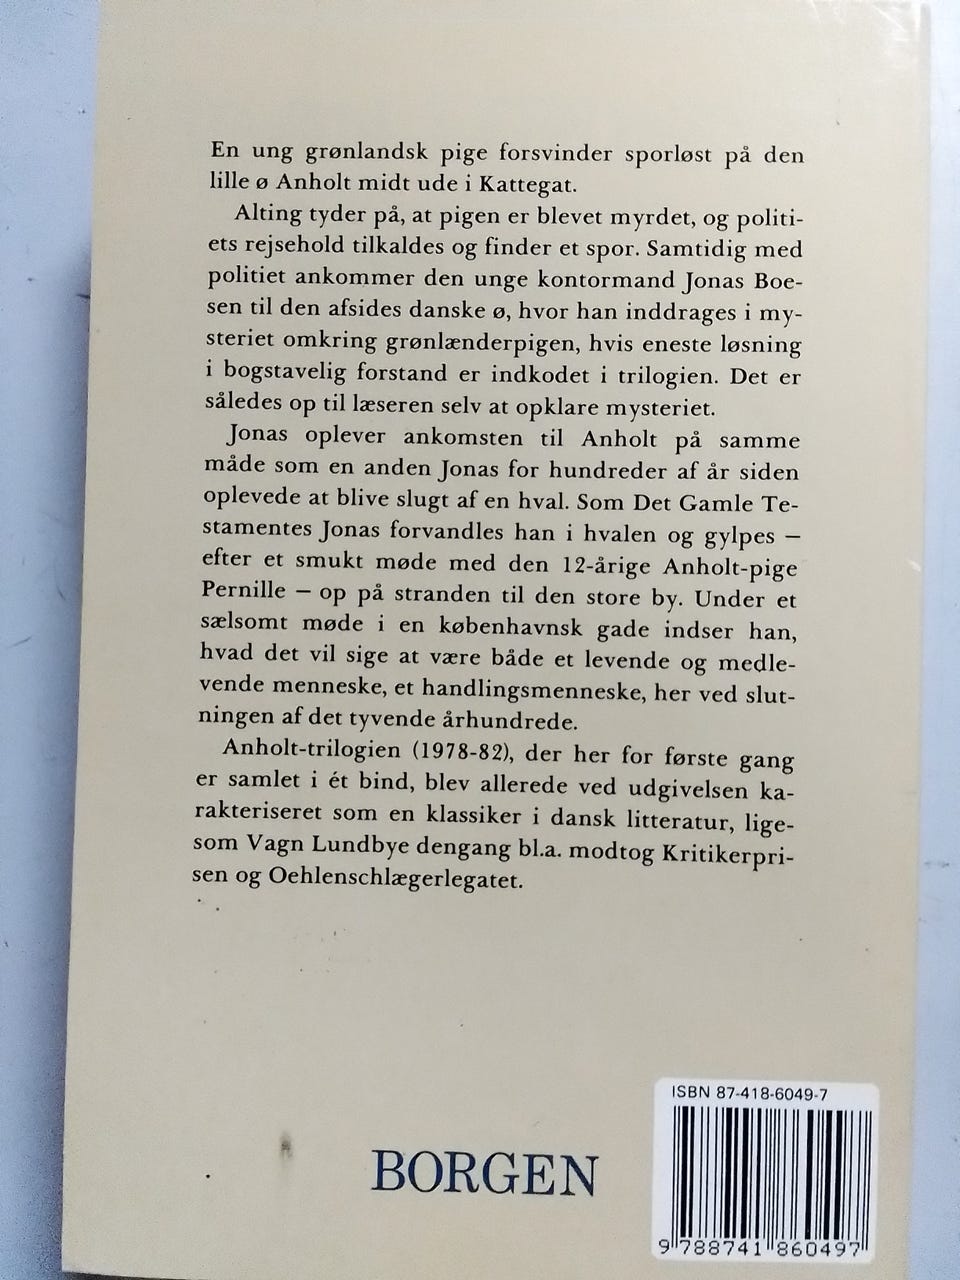 En ung grønlandsk pige forsvinder sporløst på den
lille ø Anholt midt ude i Kattegat.
Alting tyder på, at pigen er blevet myrdet, og politi-
ets rejsehold tilkaldes og finder et spor. Samtidig med
politiet ankommer den unge kontormand Jonas Boe-
sen til den afsides danske ø, hvor han inddrages i my-
steriet omkring grønlænderpigen, hvis eneste løsning
i bogstavelig forstand er indkodet i trilogien. Det er
således op til læseren selv at opklare mysteriet.
Jonas oplever ankomsten til Anholt på samme
måde som en anden Jonas for hundreder af år siden
oplevede at blive slugt af en hval. Som Det Gamle Te-
stamentes Jonas forvandles han i hvalen og gylpes –
efter et smukt møde med den 12-årige Anholt-pige
Pernille – op på stranden til den store by. Under et
sælsomt møde i en københavnsk gade indser han,
hvad det vil sige at være både et levende og medle-
vende menneske, et handlingsmenneske, her ved slut-
ningen af det tyvende århundrede.
Anholt-trilogien (1978-82), der her for første gang
er samlet i ét bind, blev allerede ved udgivelsen ka-
rakteriseret som en klassiker i dansk litteratur, lige-
som Vagn Lundbye dengang bl.a. modtog Kritikerpri-
sen og Oehlenschlægerlegatet.
ISBN 87-418-6049-7
BORGEN
9 788741 860497